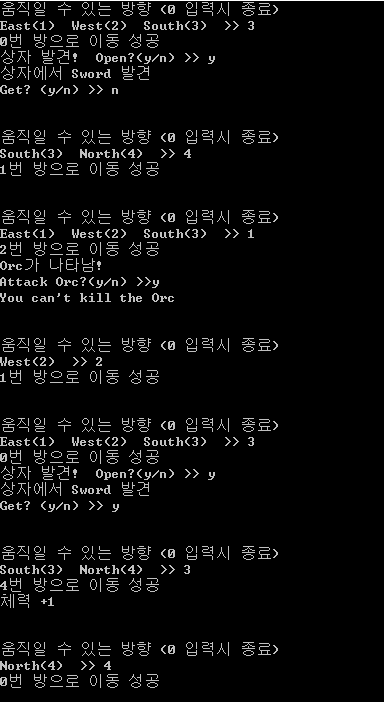 움직일 수 있는 방향 (0 입력시 종료)
East(1) West(2) South(3) >> 3
0번 방으로 이동 성공
상자 발견! Open?(y/n) >> y
상자에서 Sword 발견
Get? (y/n) >> n
움직일 수 있는 방향 (0 입력시 종료)
South(3) North(4) >> 4
1번 방으로 이동 성공
움직일 수 있는 방향 (0 입력시 종료)
East(1) West(2) South(3) >> 1
2번 방으로 이동 성공
Orc가 나타남!
Attack Orc?(y/n) >>y
You can't kill the Orc
움직일 수 있는 방향 (0 입력시 종료)
West(2) >> 2
1번 방으로 이동 성공
움직일 수 있는 방향 (0 입력시 종료)
East(1) West(2) South(3) >> 3
0번 방으로 이동 성공
상자 발견! Open?(y/n) >> y
상자에서 Sword 발견
Get? (y/n) >> y
움직일 수 있는 방향 (0 입력시 종료)
South(3) North(4) >> 3
4번 방으로 이동 성공
체력 +1
움직일 수 있는 방향 (0 입력시 종료)
North(4) >> 4
0번 방으로 이동 성공